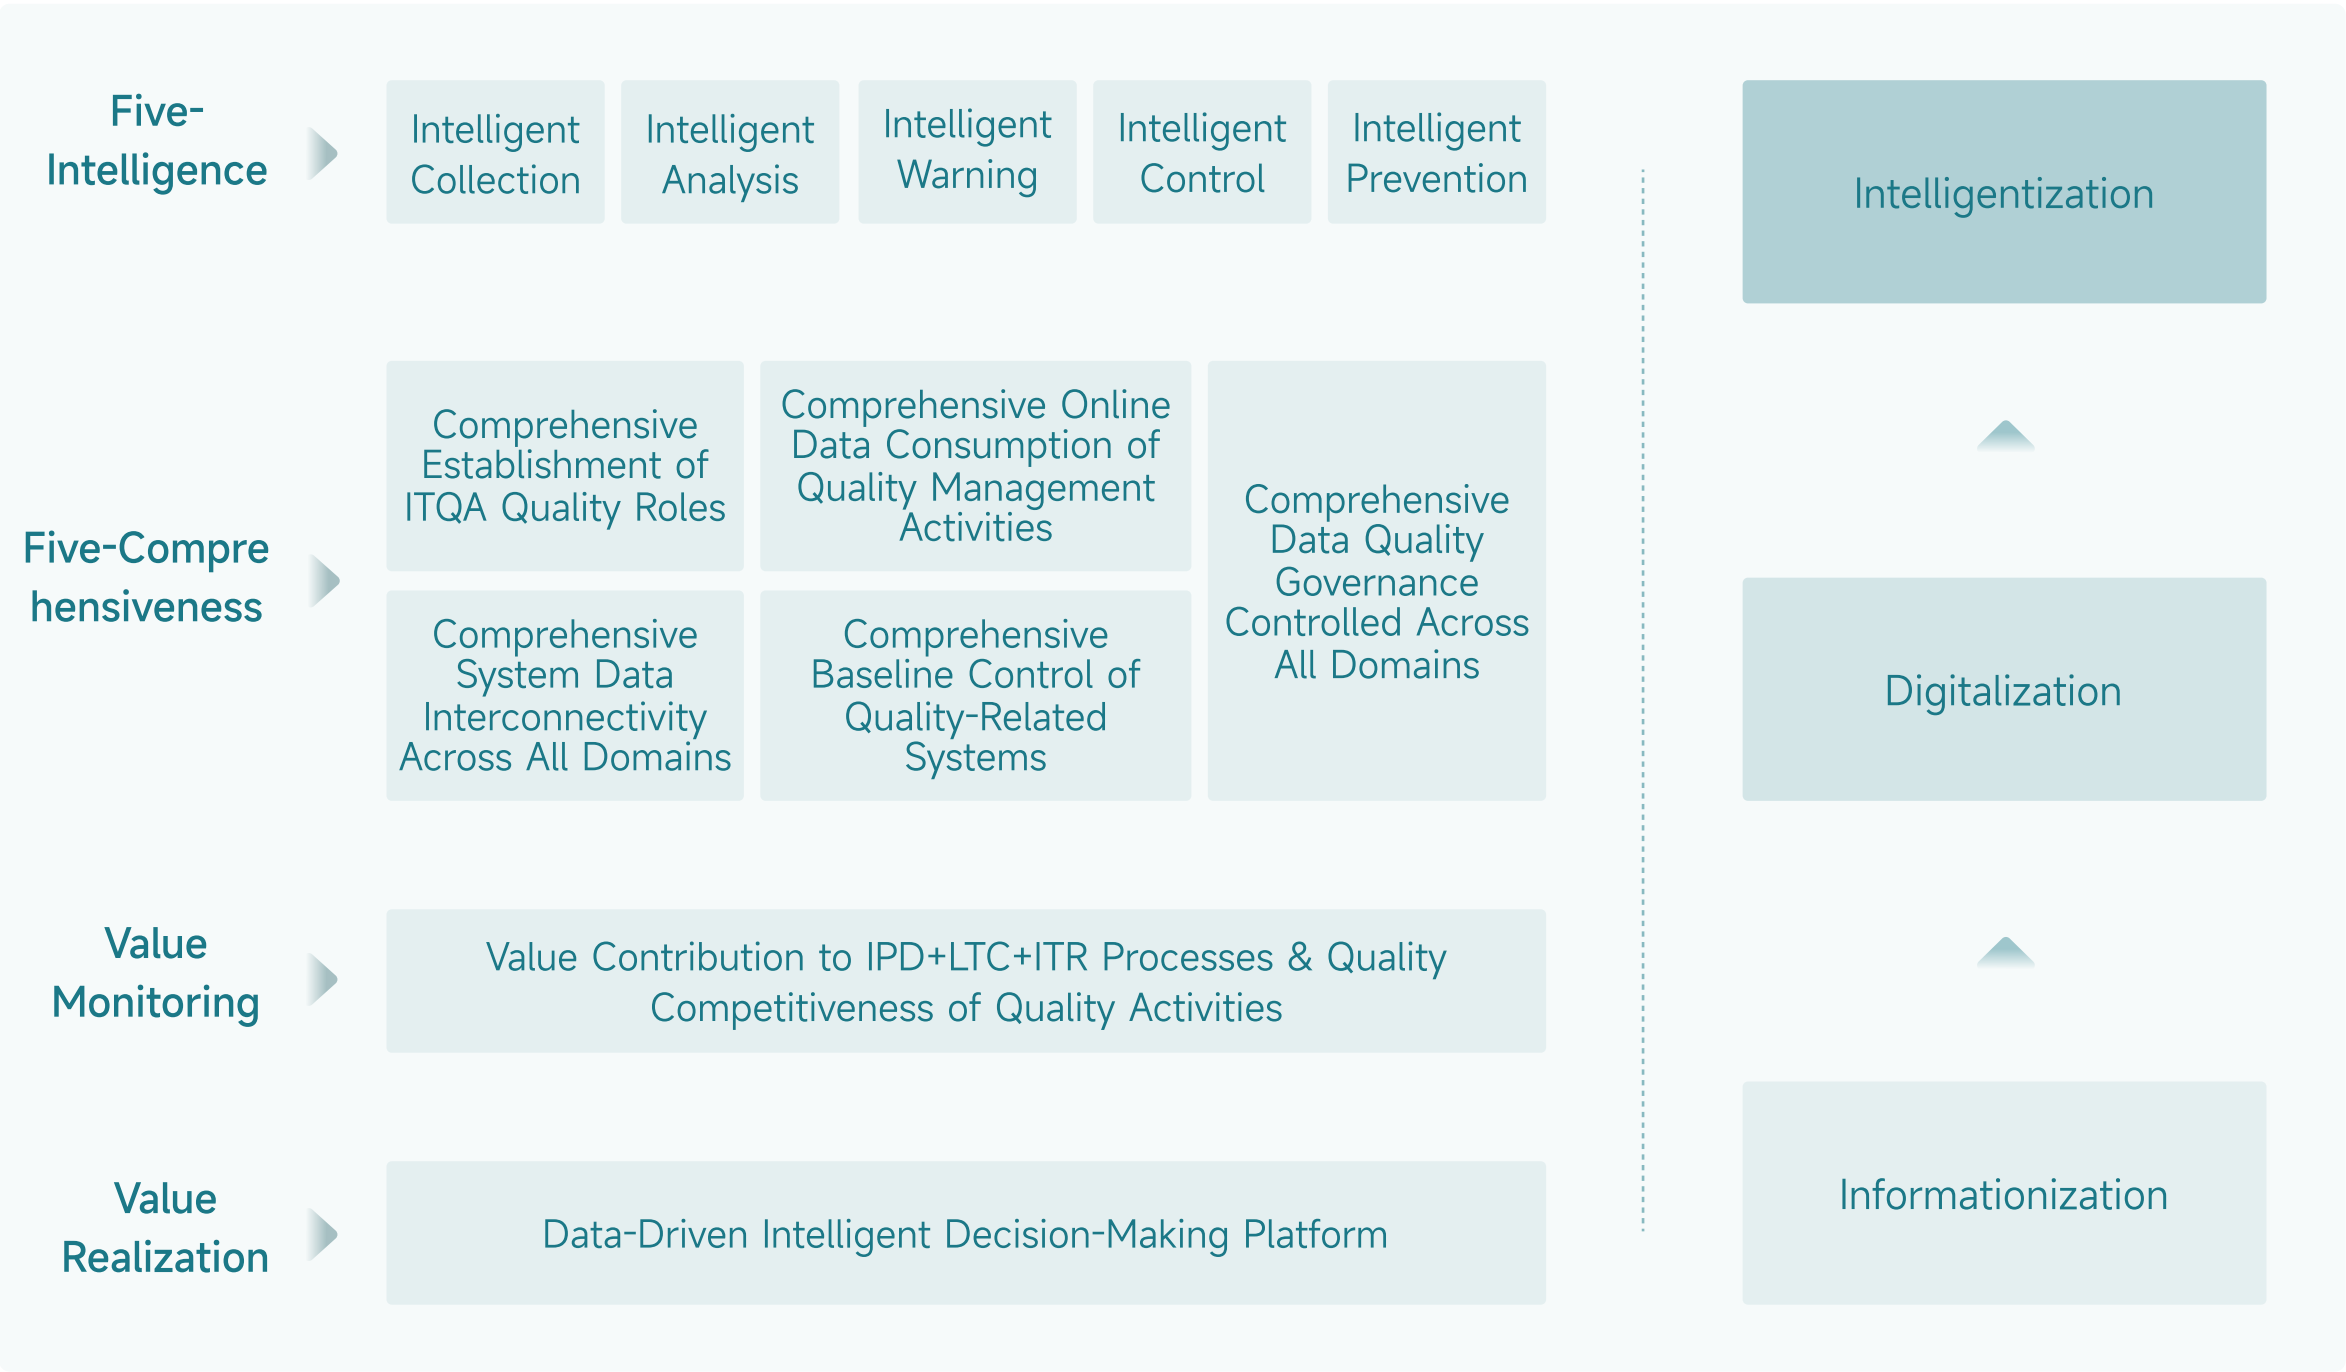 Five-
Intelligence
Intelligent
Collection
Intelligent
Analysis
Intelligent
Warning
Intelligent
Control
Intelligent
Prevention
Five-Compre
hensiveness
Comprehensive
Establishment of
ITQA Quality Roles
Comprehensive Online
Data Consumption of
Quality Management
Activities
Comprehensive
System Data
Interconnectivity
Across All Domains
Comprehensive
Baseline Control of
Quality-Related
Systems
Comprehensive
Data Quality
Governance
Controlled Across
All Domains
Value
Monitoring
Value Contribution to IPD+LTC+ITR Processes & Quality
Competitiveness of Quality Activities
Value
Realization
Data-Driven Intelligent Decision-Making Platform
Intelligentization
Digitalization
Informationization